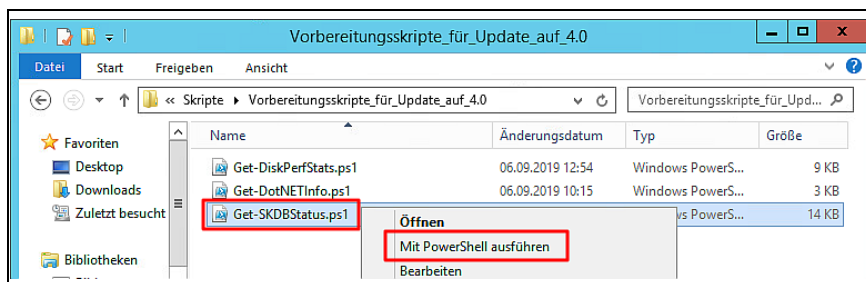 Vorbereitungsskripte_für_Update_auf_4.0
Datei Start Freigeben Ansicht
« Skripte Vorbereitungsskripte_für_Update_auf_4.0 Vorbereitungsskripte_für_Upd...
Favoriten Name Änderungsdatum Typ Größe
Desktop Get-DiskPerfStats.ps1 06.09.2019 12:54 Windows PowerS... 9 KB
Downloads Get-DotNETInfo.ps1 06.09.2019 10:15 Windows PowerS... 3 KB
Zuletzt besucht Get-SKDBStatus.ps1 ws PowerS... 14 KB
Öffnen
Mit PowerShell ausführen
Bibliotheken Bearbeiten